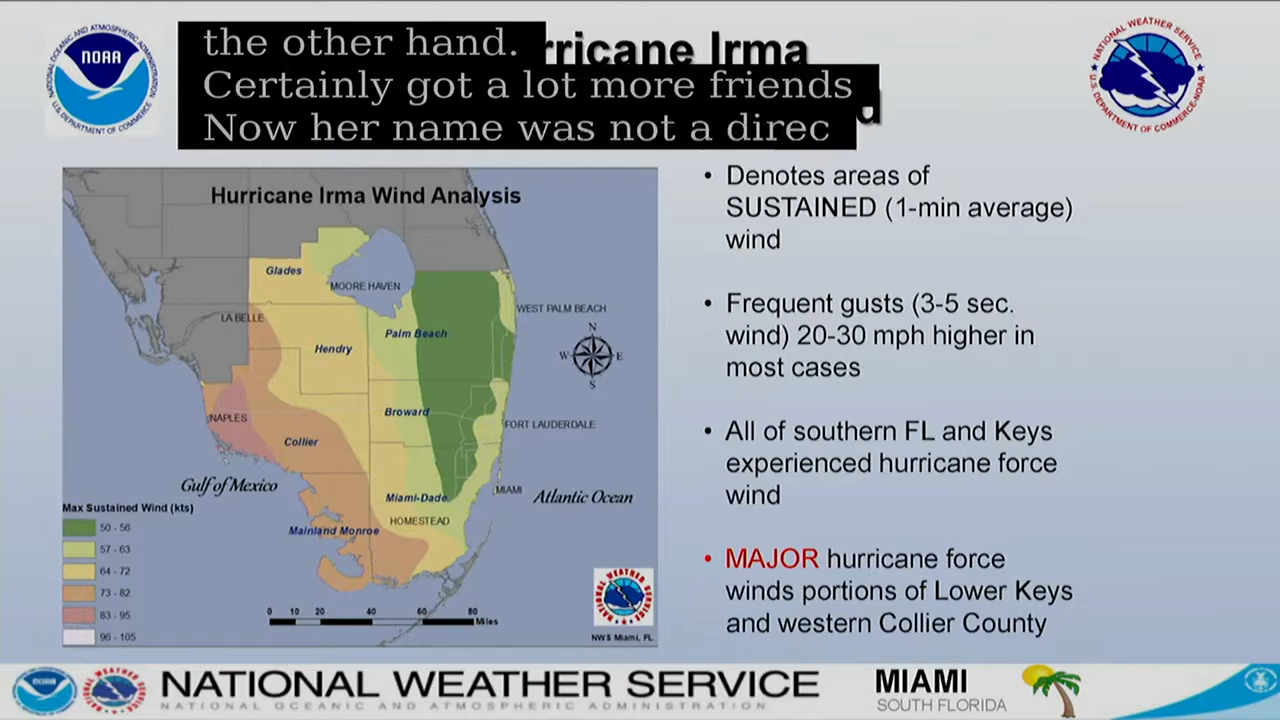 the other hand.
Certainly got a lot more friends
Now her name was not a direc
rricane Irma
d
NOAA
NATIONAL OCEANIC AND ATMOSPHERIC ADMINISTRATION
U.S. DEPARTMENT OF COMMERCE
NATIONAL WEATHER SERVICE
U.S. DEPARTMENT OF COMMERCE-NOAA
Hurricane Irma Wind Analysis
Glades
MOORE HAVEN
LA BELLE
WEST PALM BEACH
Palm Beach
N
W
E
S
Hendry
NAPLES
Broward
FORT LAUDERDALE
Collier
Gulf of Mexico
MIAMI
Atlantic Ocean
Miami-Dade
HOMESTEAD
Mainland Monroe
Max Sustained Wind (kts)
50 - 56
57 - 63
64 - 72
73 - 82
83 - 95
96 - 105
0 10 20 40 60 80
Miles
NATIONAL WEATHER SERVICE
NWS Miami, FL
• Denotes areas of
SUSTAINED (1-min average)
wind
• Frequent gusts (3-5 sec.
wind) 20-30 mph higher in
most cases
• All of southern FL and Keys
experienced hurricane force
wind
• MAJOR hurricane force
winds portions of Lower Keys
and western Collier County
NATIONAL WEATHER SERVICE
NATIONAL OCEANIC AND ATMOSPHERIC ADMINISTRATION
MIAMI
SOUTH FLORIDA